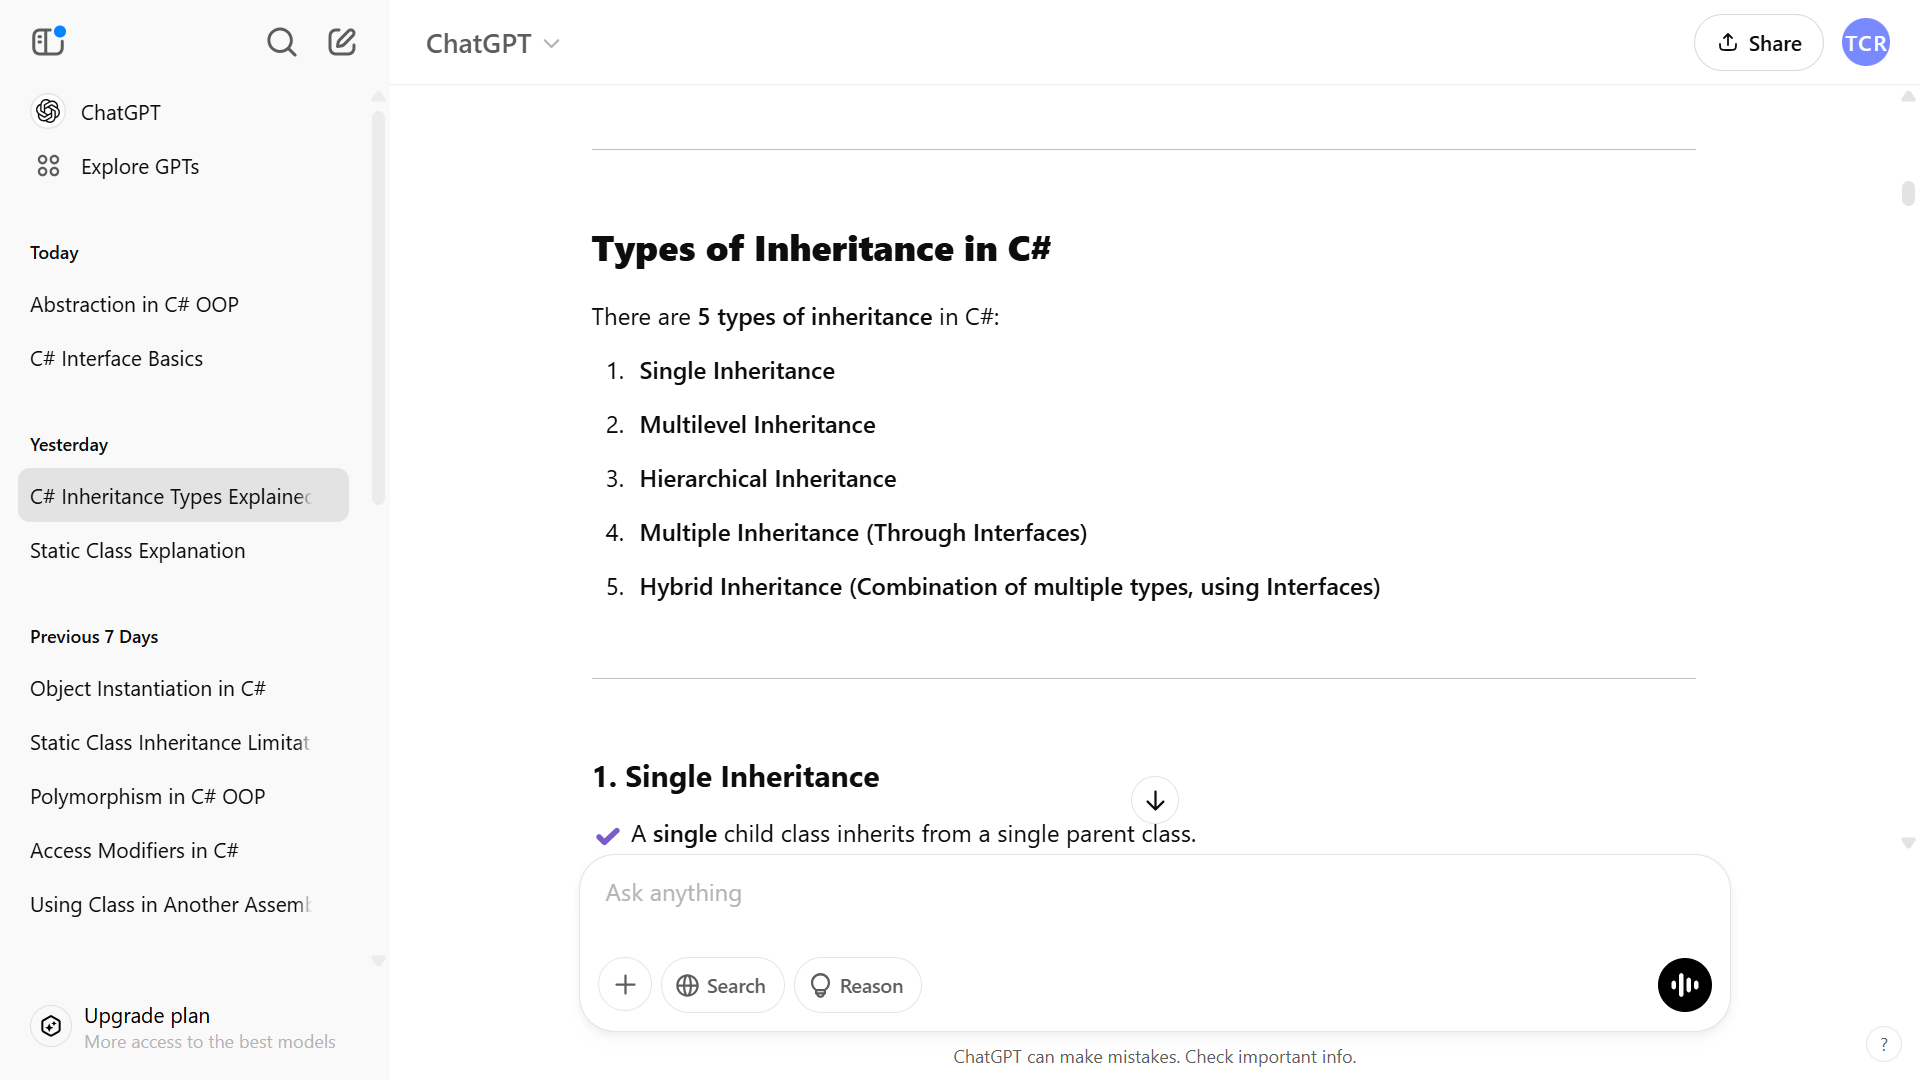 ChatGPT
Explore GPTs
Today
Abstraction in C# OOP
C# Interface Basics
Yesterday
C# Inheritance Types Explained
Static Class Explanation
Previous 7 Days
Object Instantiation in C#
Static Class Inheritance Limitat
Polymorphism in C# OOP
Access Modifiers in C#
Using Class in Another Assemb
Upgrade plan
More access to the best models
ChatGPT
Share
TCR
Types of Inheritance in C#
There are 5 types of inheritance in C#:
1. Single Inheritance
2. Multilevel Inheritance
3. Hierarchical Inheritance
4. Multiple Inheritance (Through Interfaces)
5. Hybrid Inheritance (Combination of multiple types, using Interfaces)
1. Single Inheritance
✔ A single child class inherits from a single parent class.
Ask anything
Search
Reason
ChatGPT can make mistakes. Check important info.
?